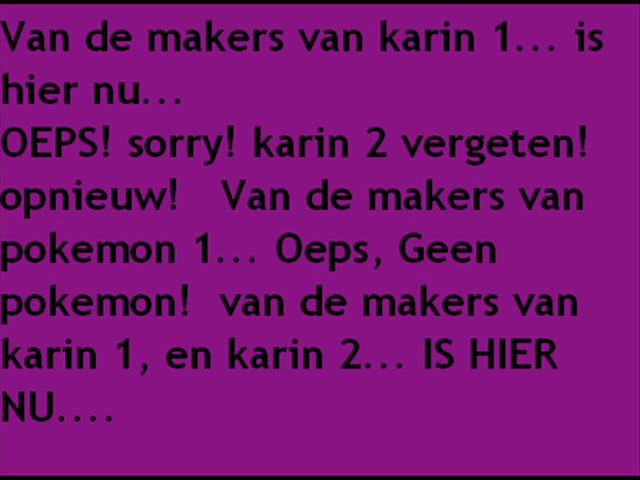 Van de makers van karin 1... is
hier nu...
OEPS! sorry! karin 2 vergeten!
opnieuw!   Van de makers van
pokemon 1... Oeps, Geen
pokemon!  van de makers van
karin 1, en karin 2... IS HIER
NU....